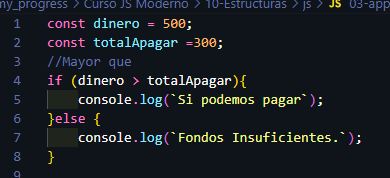 my_progress > Curso JS Moderno > 10-Estructuras > js > JS 03-app
1 const dinero = 500;
2 const totalApagar =300;
3 //Mayor que
4 if (dinero > totalApagar){
5 console.log(`Si podemos pagar`);
6 }else {
7 console.log(`Fondos Insuficientes.`);
8 }